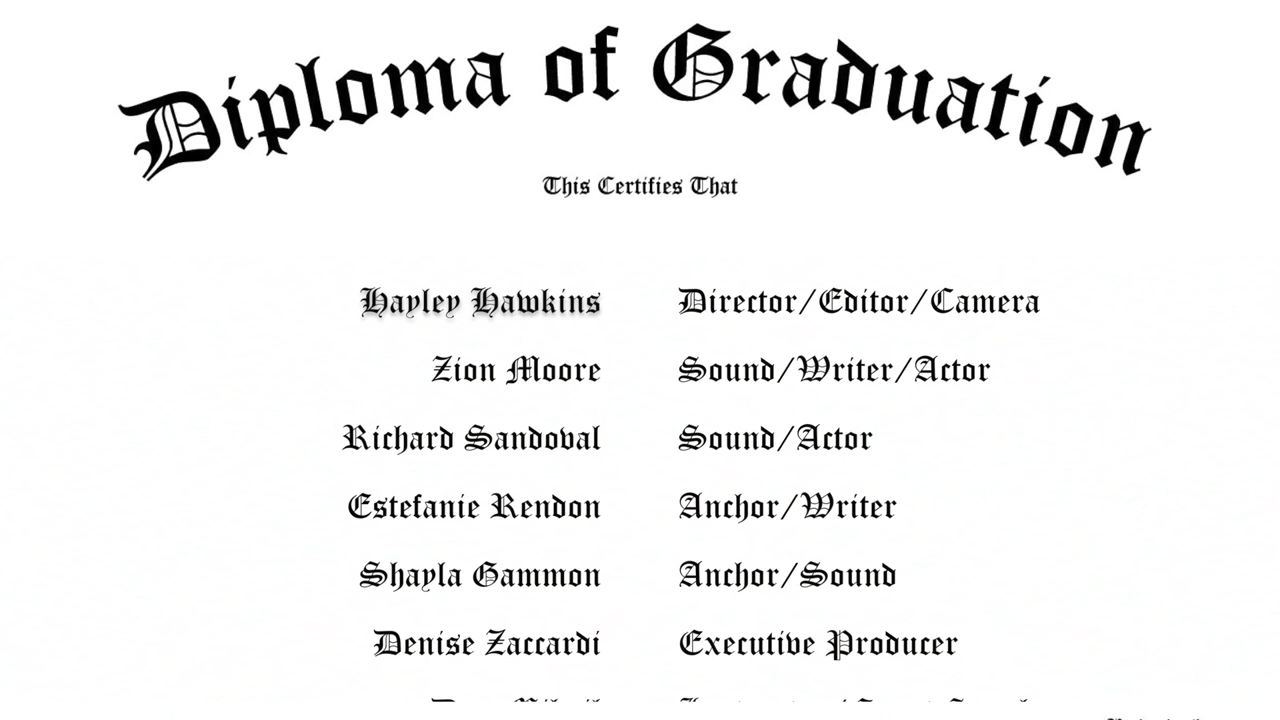 Diploma of Graduation
This Certifies That
Hayley Hawkins Director/Editor/Camera
Zion Moore Sound/Writer/Actor
Richard Sandoval Sound/Actor
Estefanie Rendon Anchor/Writer
Shayla Gammon Anchor/Sound
Denise Zaccardi Executive Producer